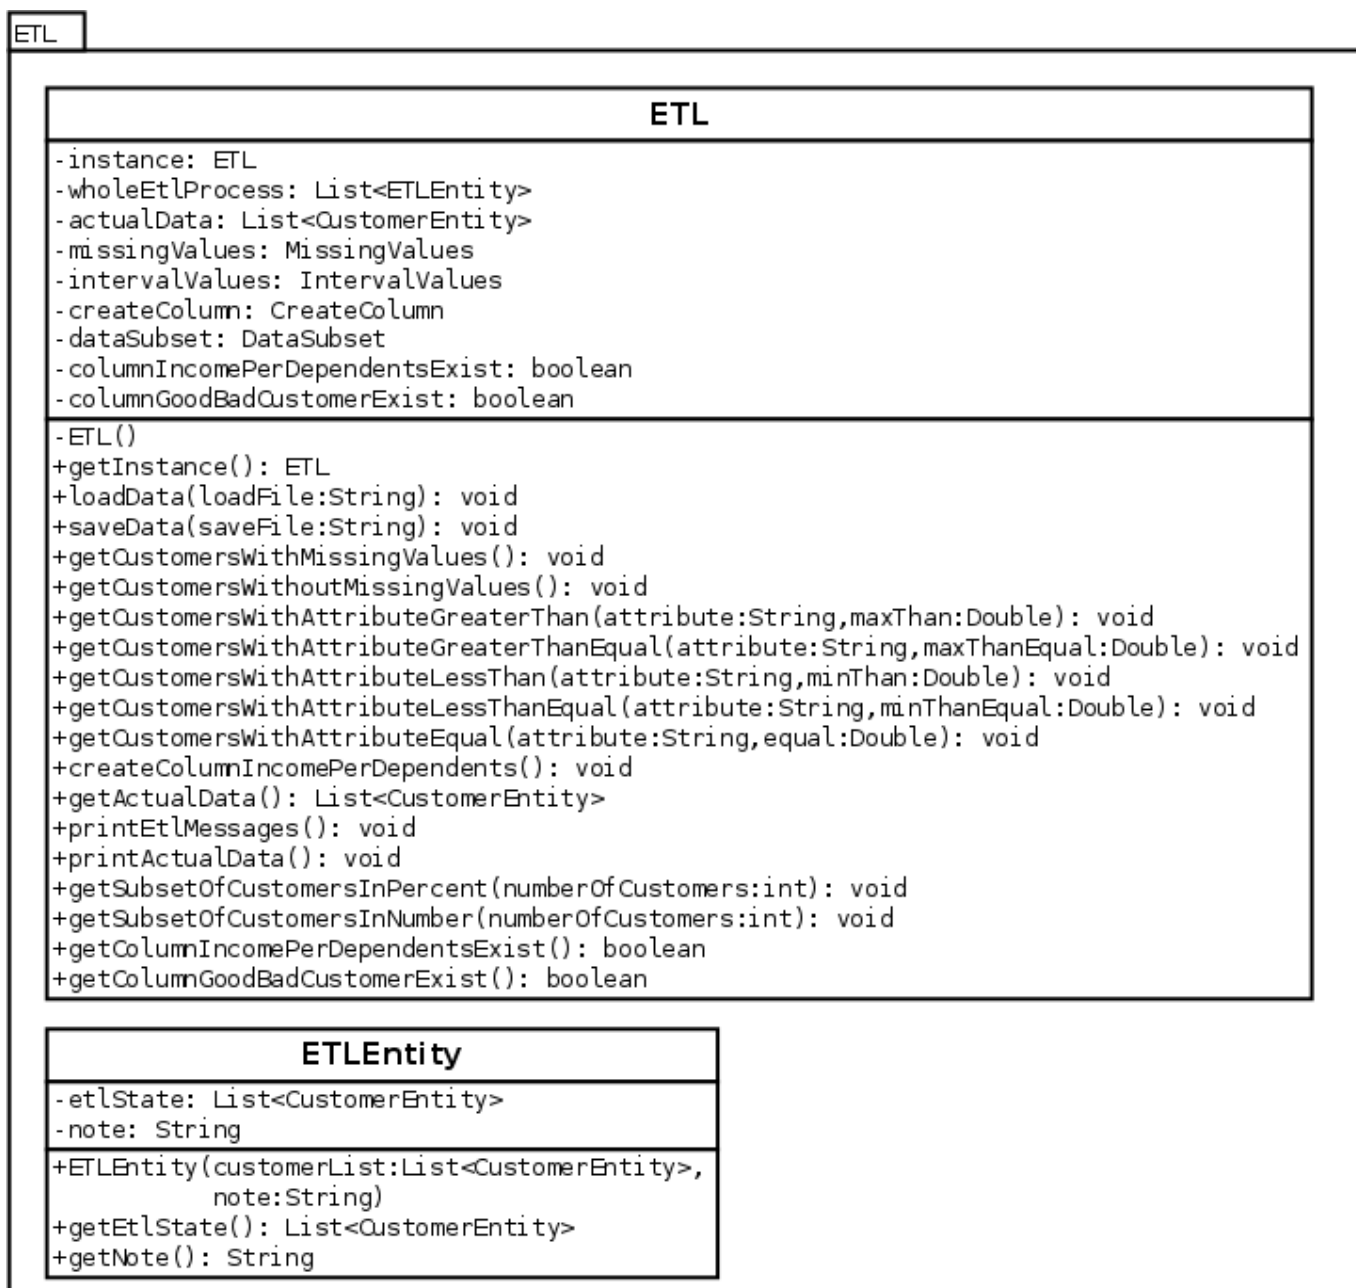 ETL
ETL
-instance: ETL
-wholeEtlProcess: List<ETLEntity>
-actualData: List<CustomerEntity>
-missingValues: MissingValues
-intervalValues: IntervalValues
-createColumn: CreateColumn
-dataSubset: DataSubset
-columnIncomePerDependentsExist: boolean
-columnGoodBadCustomerExist: boolean
-ETL()
+getInstance(): ETL
+loadData(loadFile:String): void
+saveData(saveFile:String): void
+getCustomersWithMissingValues(): void
+getCustomersWithoutMissingValues(): void
+getCustomersWithAttributeGreaterThan(attribute:String,maxThan:Double): void
+getCustomersWithAttributeGreaterThanEqual(attribute:String,maxThanEqual:Double): void
+getCustomersWithAttributeLessThan(attribute:String,minThan:Double): void
+getCustomersWithAttributeLessThanEqual(attribute:String,minThanEqual:Double): void
+getCustomersWithAttributeEqual(attribute:String,equal:Double): void
+createColumnIncomePerDependents(): void
+getActualData(): List<CustomerEntity>
+printEtlMessages(): void
+printActualData(): void
+getSubsetOfCustomersInPercent(numberOfCustomers:int): void
+getSubsetOfCustomersInNumber(numberOfCustomers:int): void
+getColumnIncomePerDependentsExist(): boolean
+getColumnGoodBadCustomerExist(): boolean
ETLEntity
-etlState: List<CustomerEntity>
-note: String
+ETLEntity(customerList:List<CustomerEntity>,
note:String)
+getEtlState(): List<CustomerEntity>
+getNote(): String